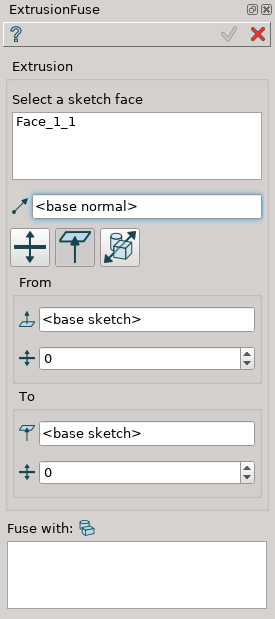 ExtrusionFuse
Extrusion
Select a sketch face
Face_1_1
<base normal>
From
<base sketch>
0
To
<base sketch>
0
Fuse with: